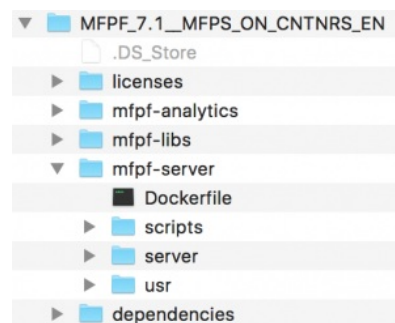 MFPF_7.1__MFPS_ON_CNTNRS_EN
.DS_Store
licenses
mfpf-analytics
mfpf-libs
mfpf-server
Dockerfile
scripts
server
usr
dependencies